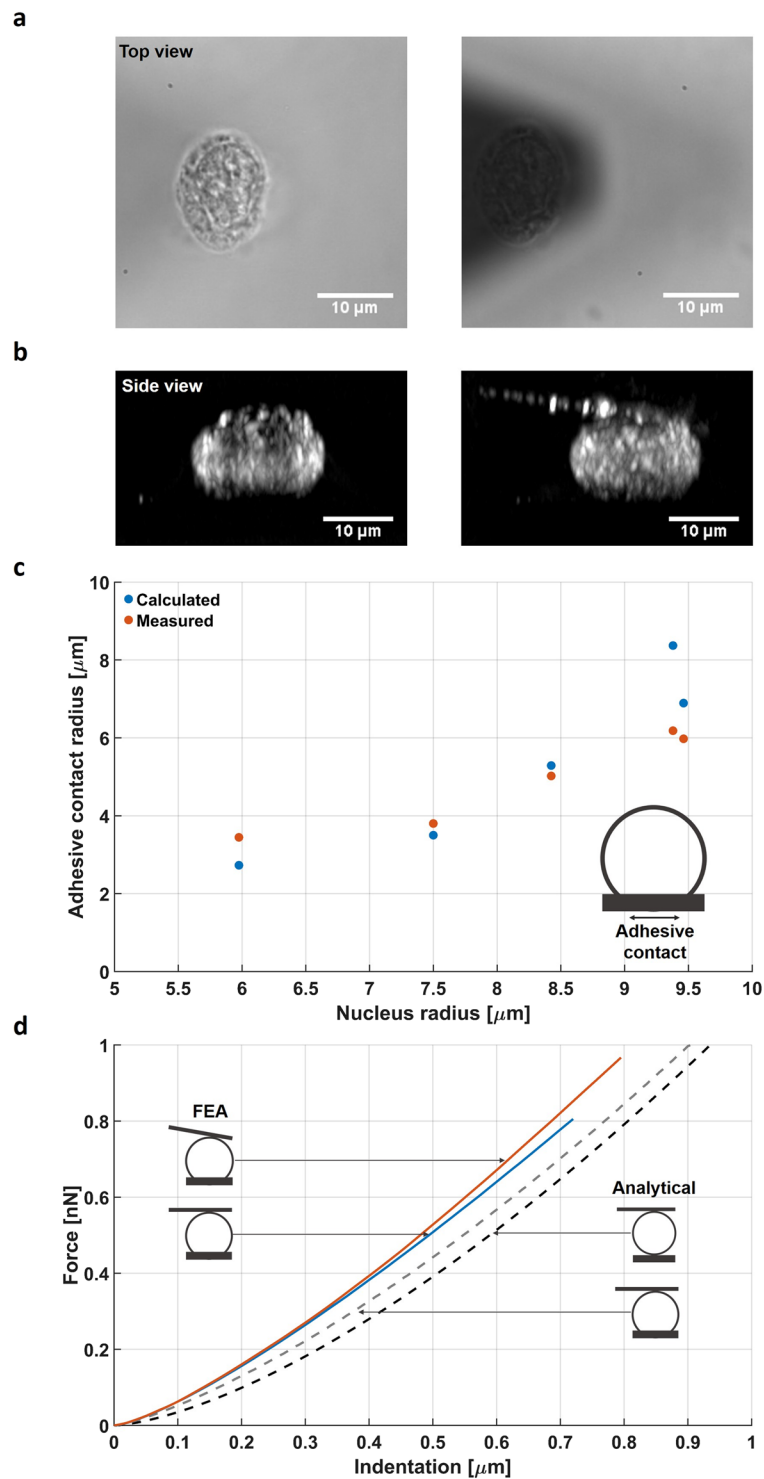 a
Top view
10 μm
10 μm
b
Side view
10 μm
10 μm
c
Adhesive contact radius [μm]
10
8
6
4
2
0
Calculated
Measured
Adhesive
contact
5
5.5
6
6.5
7
7.5
8
8.5
9
9.5
10
Nucleus radius [μm]
d
Force [nN]
1
0.8
0.6
0.4
0.2
0
FEA
Analytical
0
0.1
0.2
0.3
0.4
0.5
0.6
0.7
0.8
0.9
1
Indentation [μm]